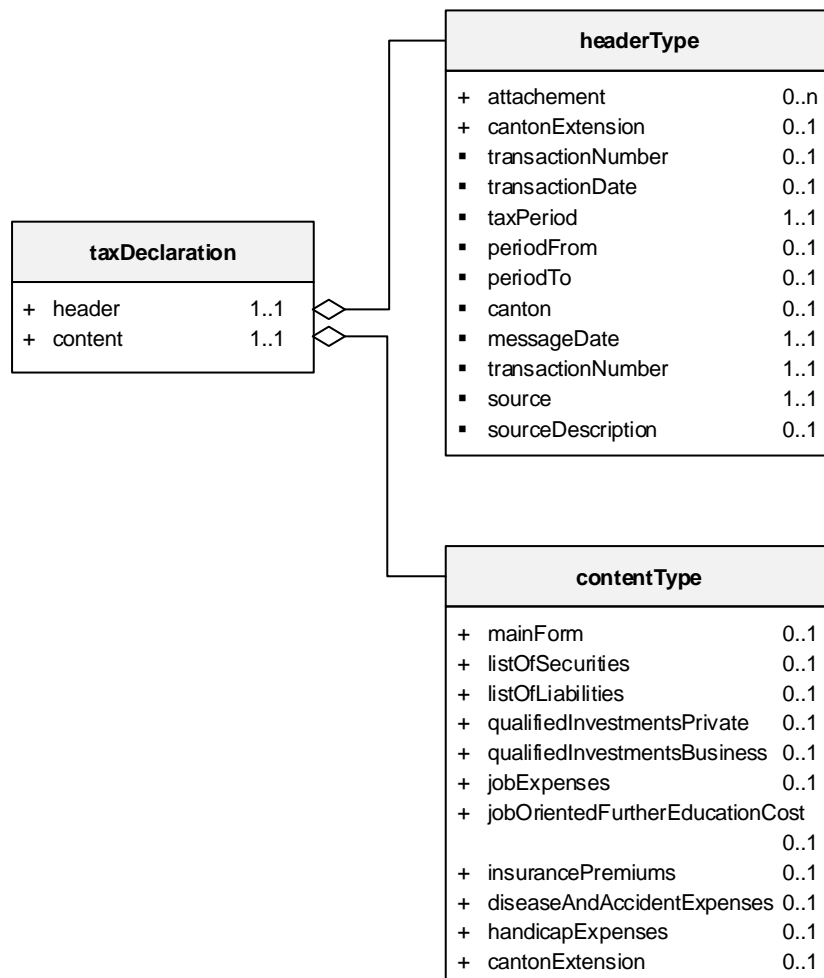 headerType
+ attachement 0..n
+ cantonExtension 0..1
▪ transactionNumber 0..1
▪ transactionDate 0..1
▪ taxPeriod 1..1
▪ periodFrom 0..1
▪ periodTo 0..1
▪ canton 0..1
▪ messageDate 1..1
▪ transactionNumber 1..1
▪ source 1..1
▪ sourceDescription 0..1
taxDeclaration
+ header 1..1
+ content 1..1
contentType
+ mainForm 0..1
+ listOfSecurities 0..1
+ listOfLiabilities 0..1
+ qualifiedInvestmentsPrivate 0..1
+ qualifiedInvestmentsBusiness 0..1
+ jobExpenses 0..1
+ jobOrientedFurtherEducationCost
0..1
+ insurancePremiums 0..1
+ diseaseAndAccidentExpenses 0..1
+ handicapExpenses 0..1
+ cantonExtension 0..1